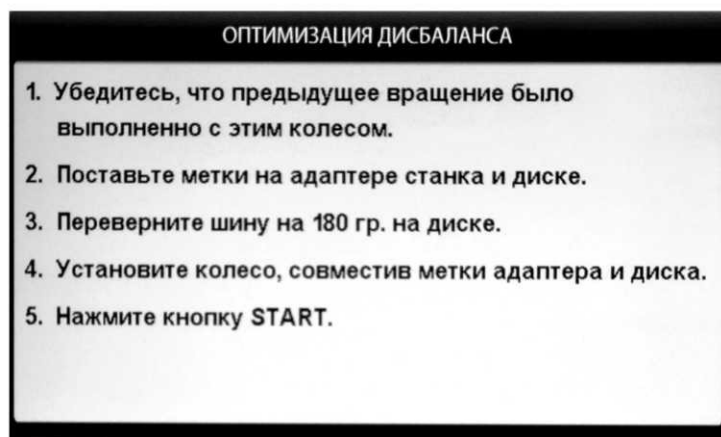 ОПТИМИЗАЦИЯ ДИСБАЛАНСА
1. Убедитесь, что предыдущее вращение было
выполненно с этим колесом.
2. Поставьте метки на адаптере станка и диске.
3. Переверните шину на 180 гр. на диске.
4. Установите колесо, совместив метки адаптера и диска.
5. Нажмите кнопку START.